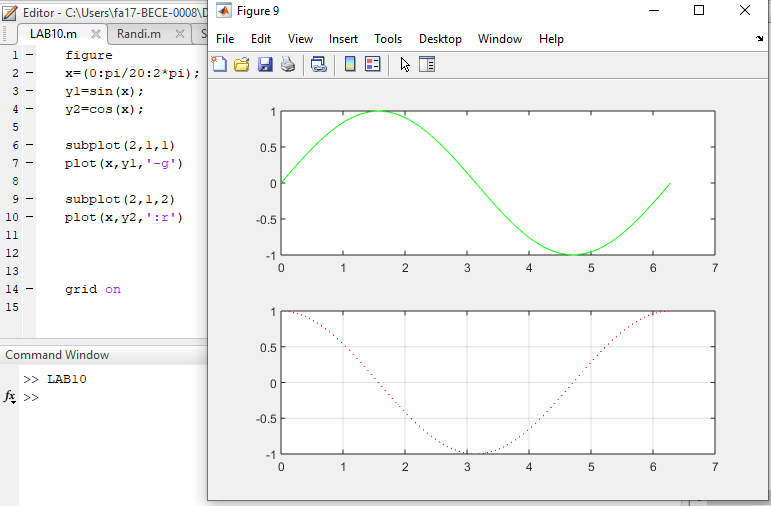 Editor - C:\Users\fa17-BECE-0008\D
LAB10.m × Randi.m × S
1 — figure
2 — x=(0:pi/20:2*pi);
3 — y1=sin(x);
4 — y2=cos(x);
5
6 — subplot(2,1,1)
7 — plot(x,y1,'-g')
8
9 — subplot(2,1,2)
10 — plot(x,y2,':r')
11
12
13
14 — grid on
15
Command Window
>> LAB10
fx >>
Figure 9
File Edit View Insert Tools Desktop Window Help
1
0.5
0
-0.5
-1
0 1 2 3 4 5 6 7
1
0.5
0
-0.5
-1
0 1 2 3 4 5 6 7